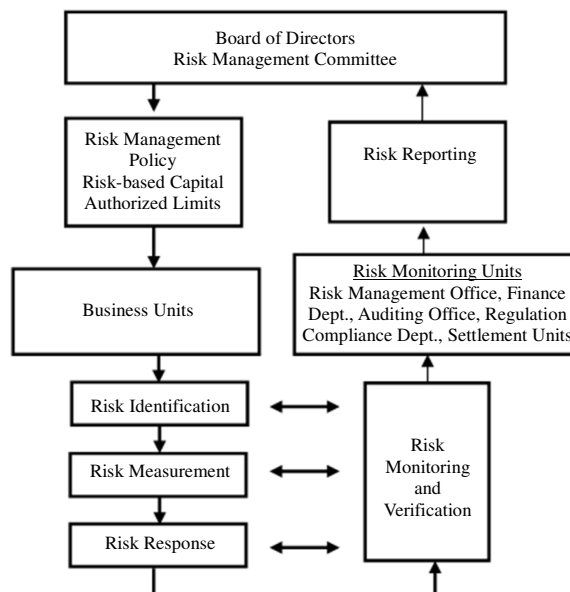 Board of Directors
Risk Management Committee
Risk Management
Policy
Risk-based Capital
Authorized Limits
Risk Reporting
Business Units
Risk Monitoring Units
Risk Management Office, Finance
Dept., Auditing Office, Regulation
Compliance Dept., Settlement Units
Risk Identification
Risk Measurement
Risk Response
Risk
Monitoring
and
Verification